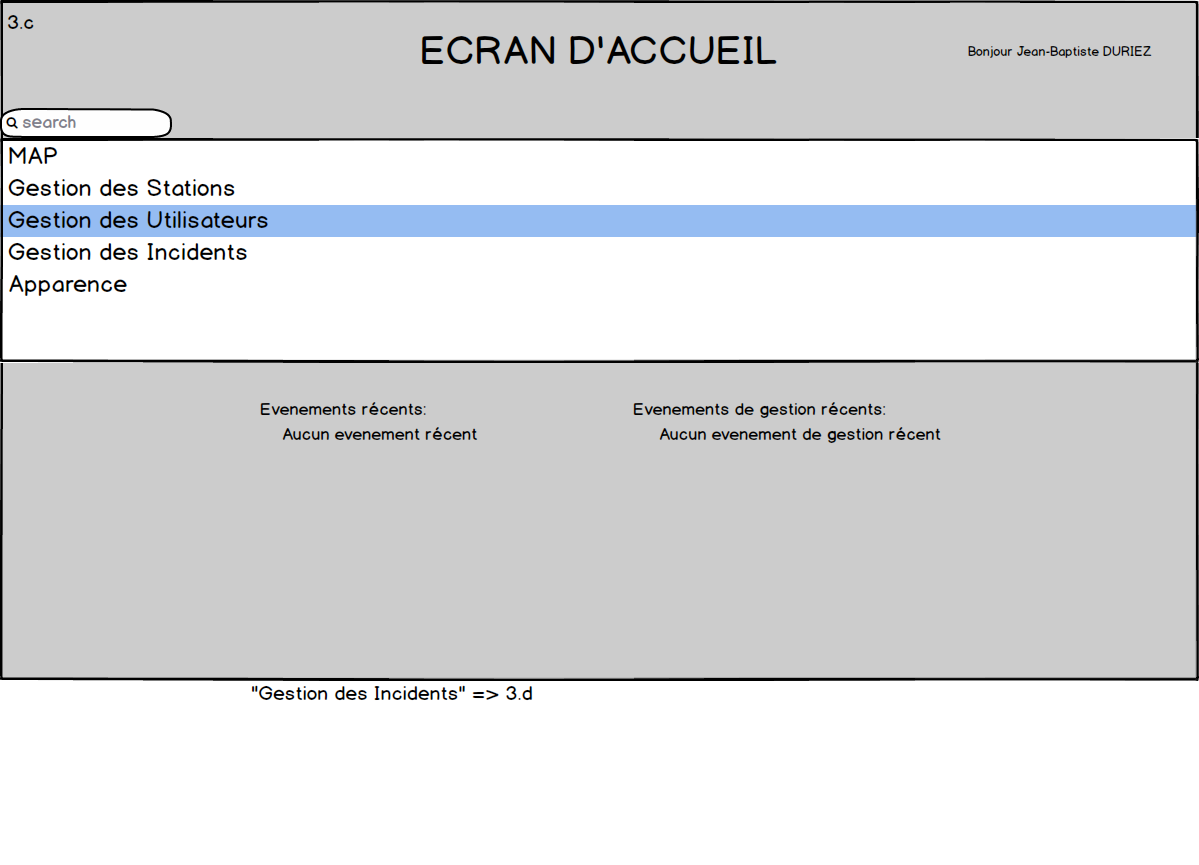 3.c
ECRAN D'ACCUEIL
Bonjour Jean-Baptiste DURIEZ
search
MAP
Gestion des Stations
Gestion des Utilisateurs
Gestion des Incidents
Apparence
Evenements récents:
Aucun evenement récent
Evenements de gestion récents:
Aucun evenement de gestion récent
"Gestion des Incidents" => 3.d